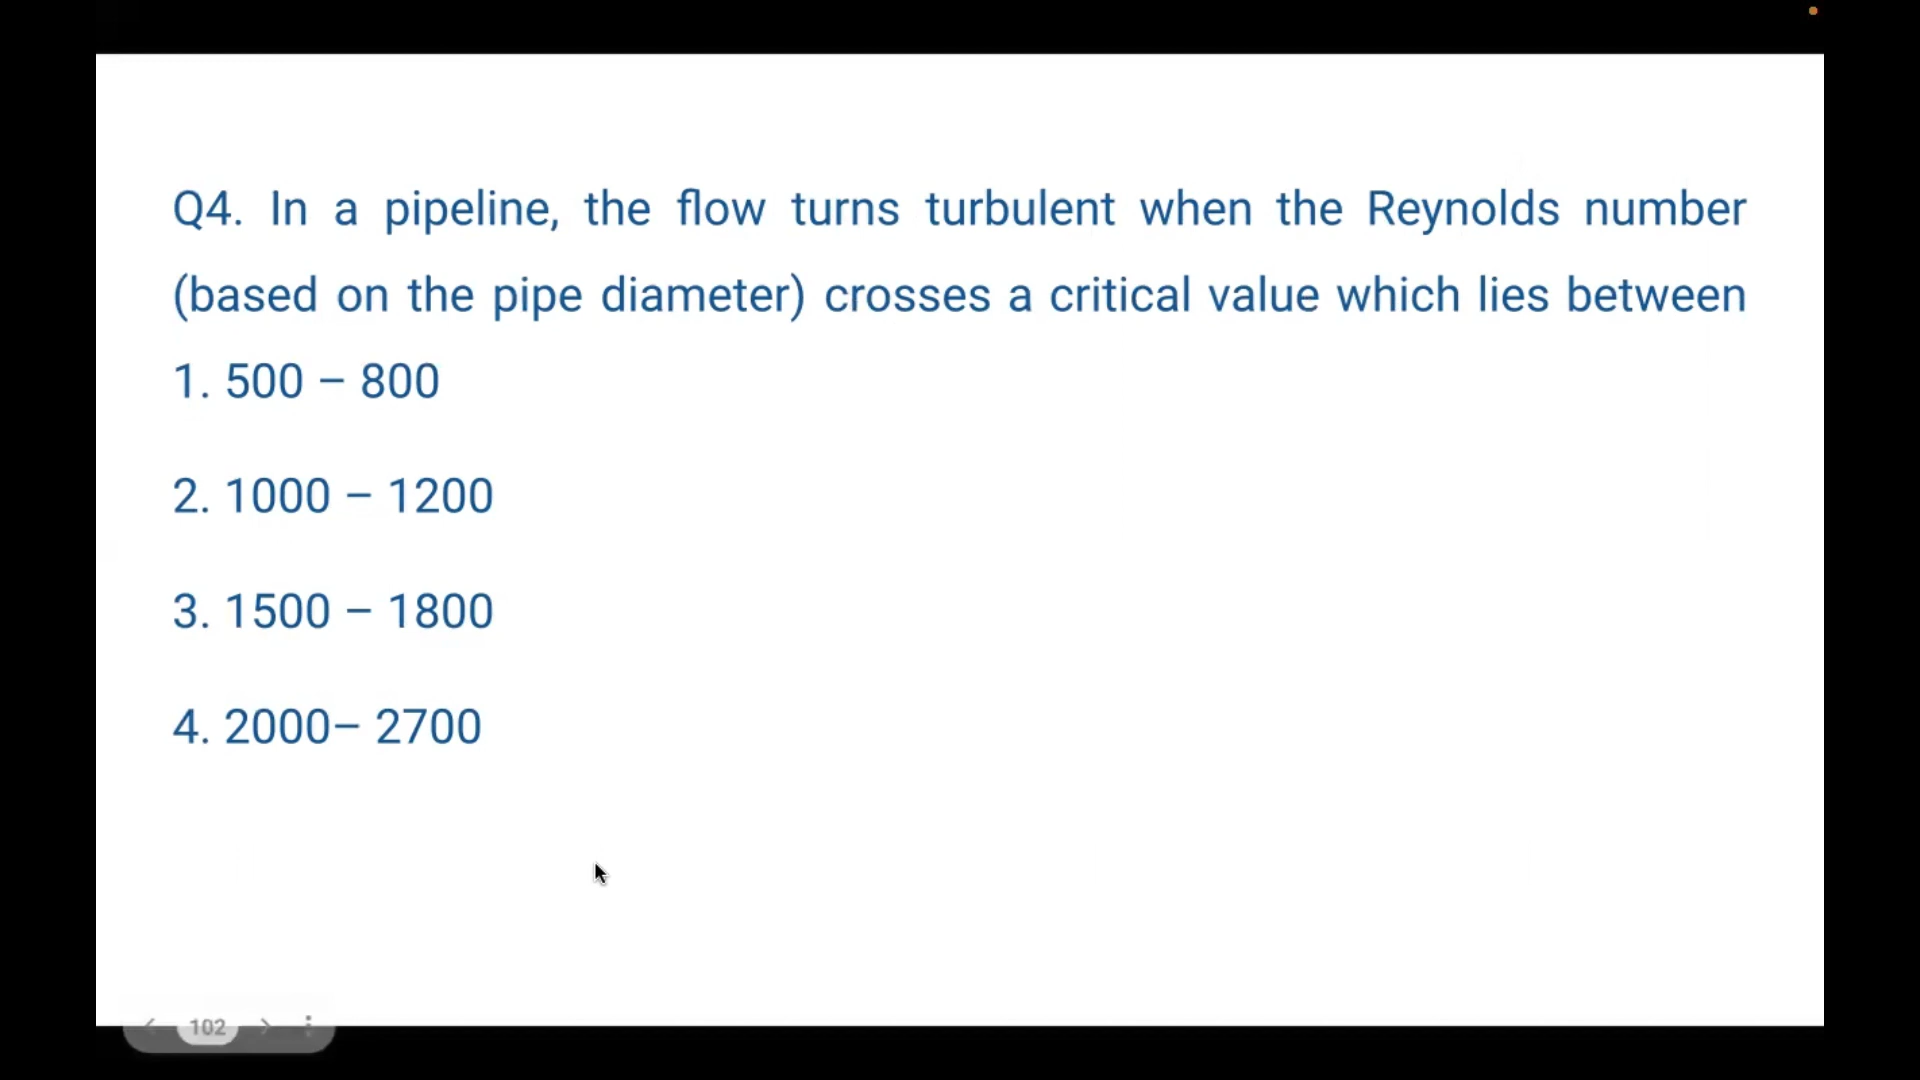 Q4. In a pipeline, the flow turns turbulent when the Reynolds number
(based on the pipe diameter) crosses a critical value which lies between
1. 500 – 800
2. 1000 – 1200
3. 1500 – 1800
4. 2000– 2700
102